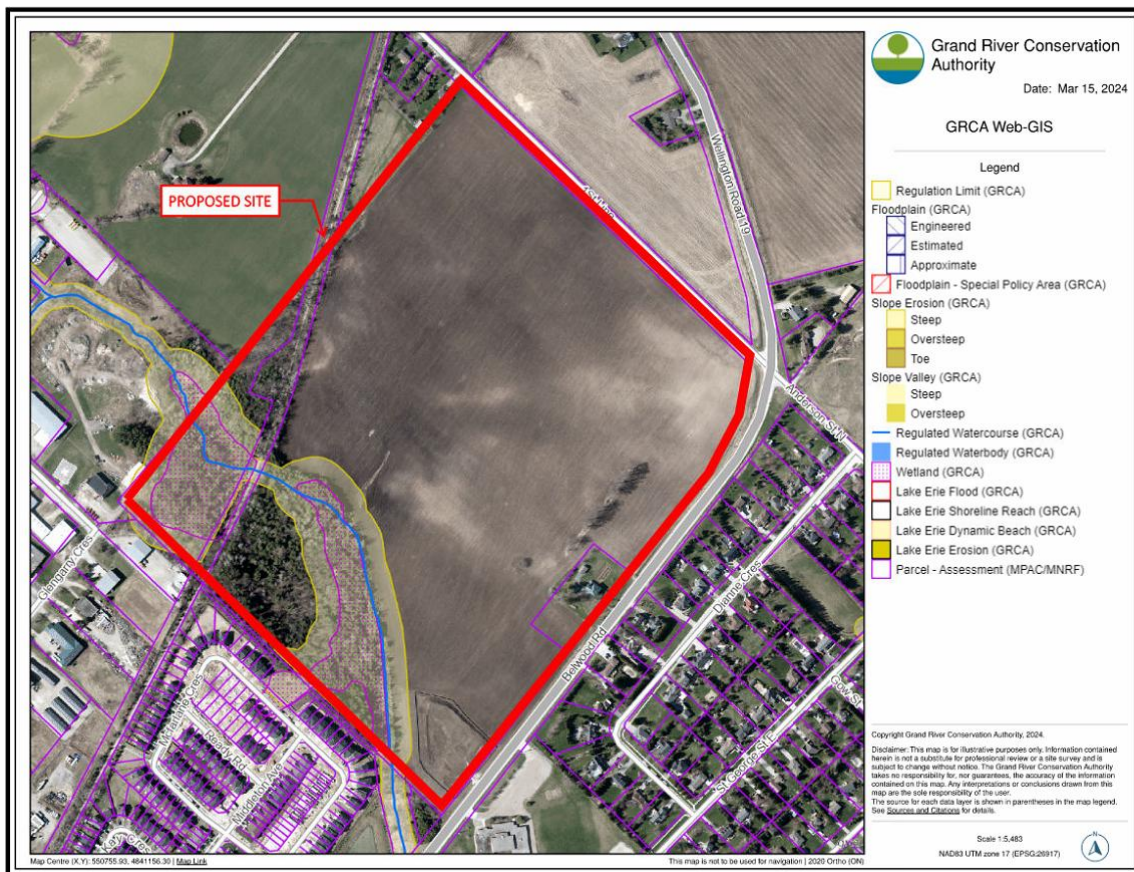 Grand River Conservation
Authority
Date: Mar 15, 2024
GRCA Web-GIS
Legend
Regulation Limit (GRCA)
Floodplain (GRCA)
Engineered
Estimated
Approximate
Floodplain - Special Policy Area (GRCA)
Slope Erosion (GRCA)
Steep
Oversteep
Toe
Slope Valley (GRCA)
Steep
Oversteep
Regulated Watercourse (GRCA)
Regulated Waterbody (GRCA)
Wetland (GRCA)
Lake Erie Flood (GRCA)
Lake Erie Shoreline Reach (GRCA)
Lake Erie Dynamic Beach (GRCA)
Lake Erie Erosion (GRCA)
Parcel - Assessment (MPAC/MNRF)
PROPOSED SITE
Wellington Road 19
Anderson St N
Glengarry Cres
Belwood Rd
Dianne Cres
Gow St
St George St E
Ready Rd
Middleton Ave
Cres
Copyright Grand River Conservation Authority, 2024.
Disclaimer: This map is for illustrative purposes only. Information contained
herein is not a substitute for professional review or a site survey and is
subject to change without notice. The Grand River Conservation Authority
takes no responsibility for, nor guarantees, the accuracy of the information
contained on this map. Any interpretations or conclusions drawn from this
map are the sole responsibility of the user.
The source for each data layer is shown in parentheses in the map legend.
See Sources and Citations for details.
Scale 1:5,483
NAD83 UTM zone 17 (EPSG:26917)
N
Map Centre (X,Y): 550755.93, 4841156.30 | Map Link
This map is not to be used for navigation | 2020 Ortho (ON)